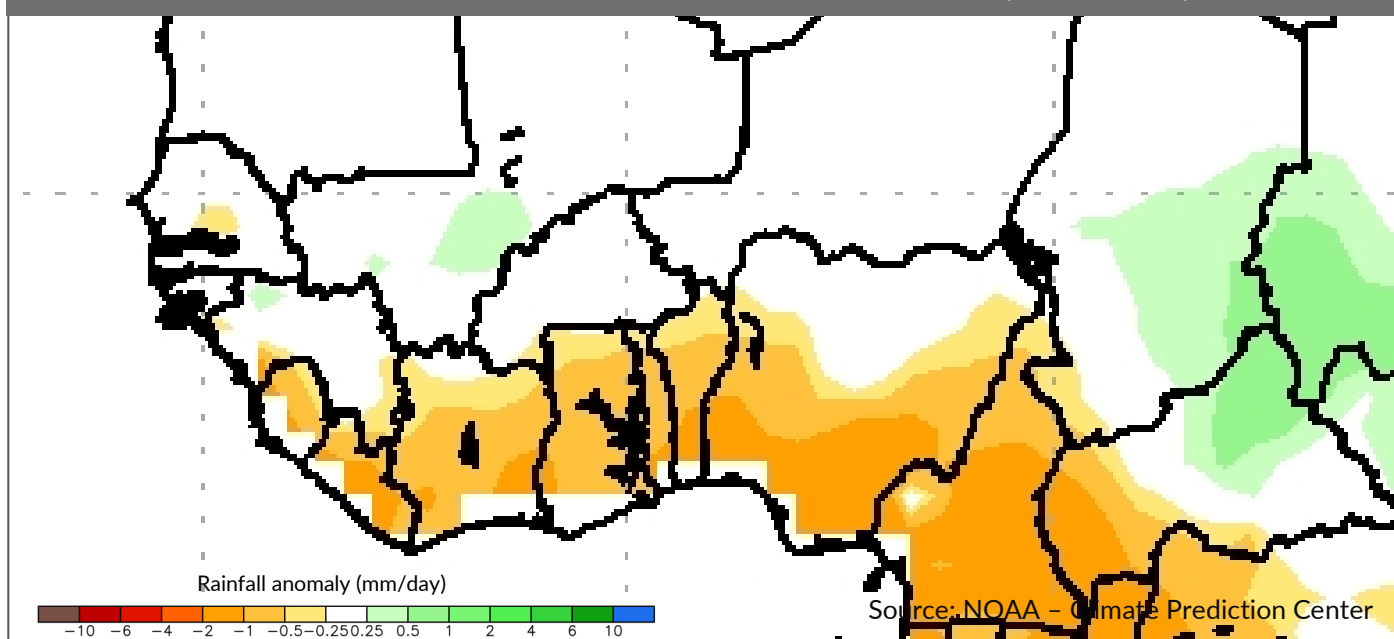 Rainfall anomaly (mm/day)
−10 −6 −4 −2 −1 −0.5−0.250.25 0.5 1 2 4 6 10
Source: NOAA – Climate Prediction Center